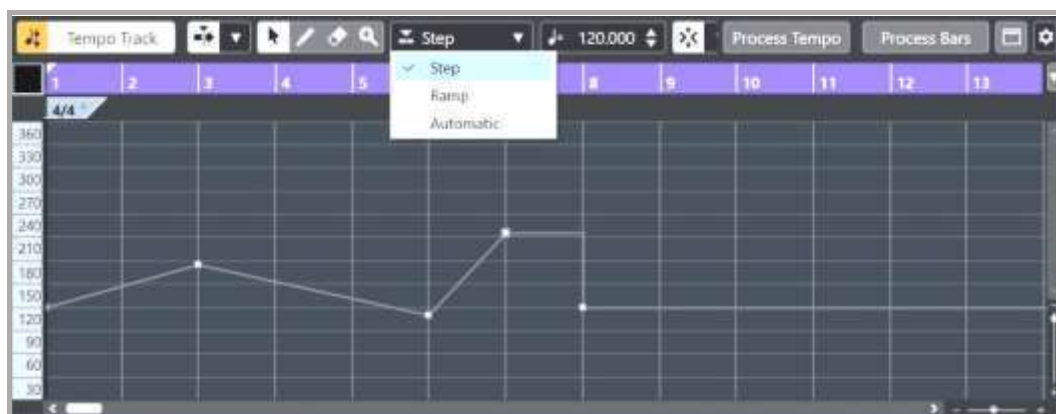 Tempo Track Step 120.000 Process Tempo Process Bars
Step
Ramp
Automatic
1 2 3 4 5 8 9 10 11 12 13
4/4
360
330
300
270
240
210
180
150
120
90
60
30